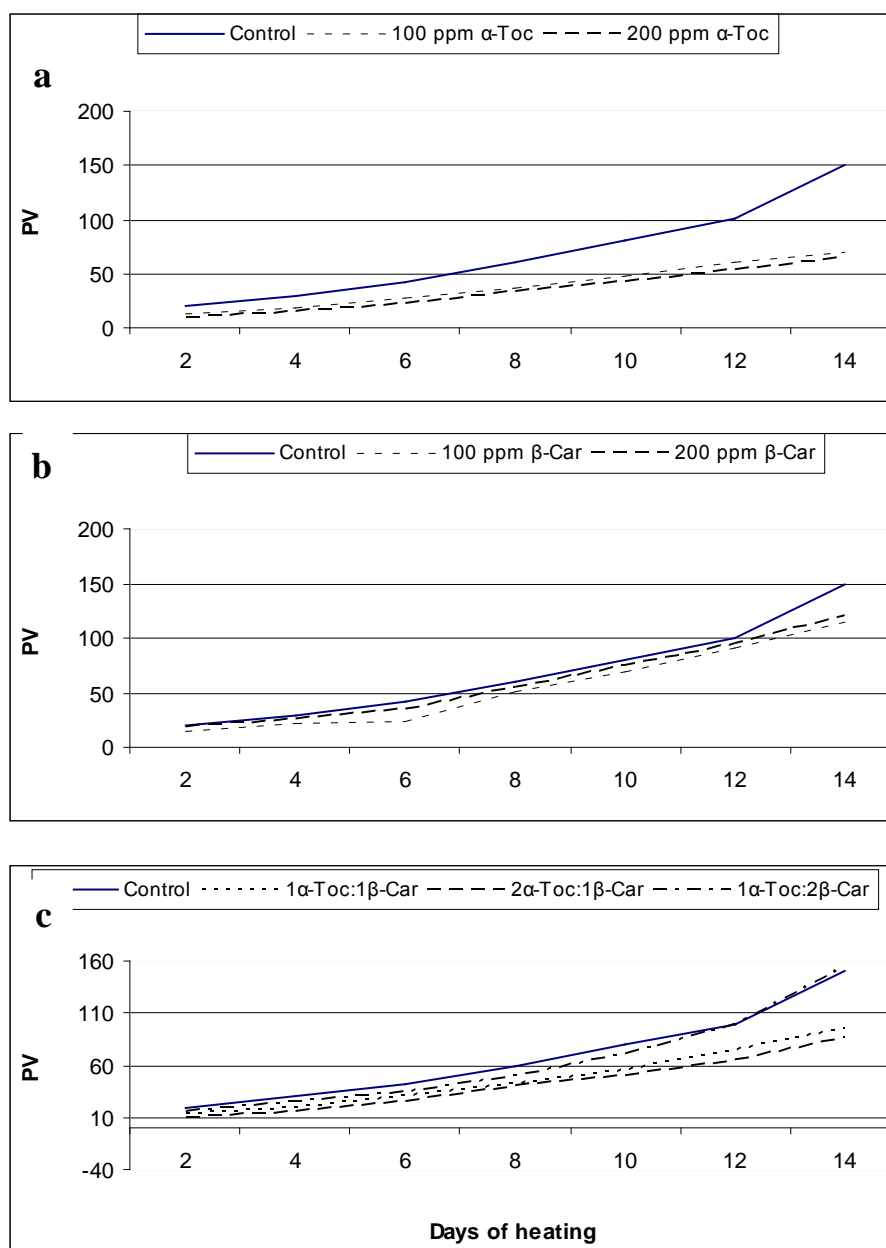 Control 100 ppm α-Toc 200 ppm α-Toc
a
200
150
100
50
0
PV
2 4 6 8 10 12 14
Control 100 ppm β-Car 200 ppm β-Car
b
200
150
100
50
0
PV
2 4 6 8 10 12 14
Control 1α-Toc:1β-Car 2α-Toc:1β-Car 1α-Toc:2β-Car
c
160
110
60
10
-40
PV
2 4 6 8 10 12 14
Days of heating